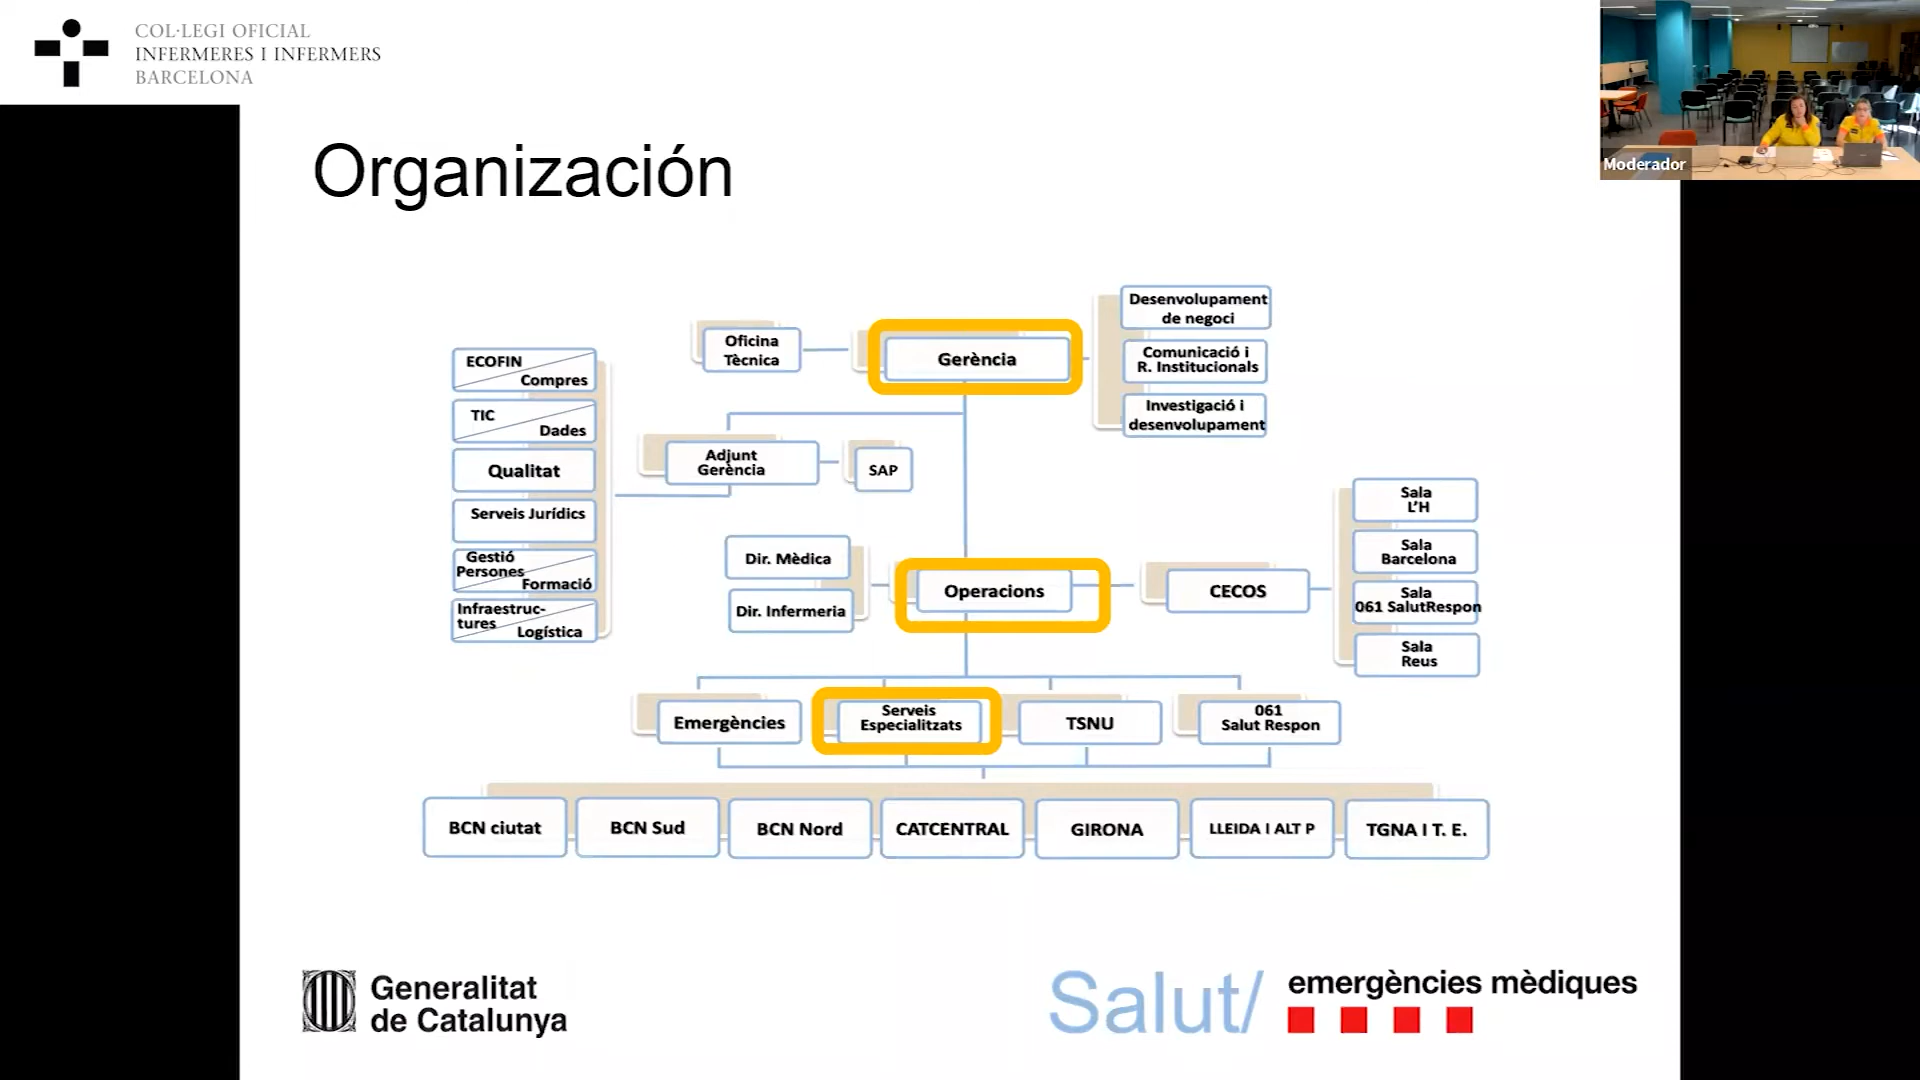 COL·LEGI OFICIAL
INFERMERES I INFERMERS
BARCELONA
Moderador
Organización
Desenvolupament
de negoci
Oficina
Tècnica
Gerència
Comunicació i
R. Institucionals
Investigació i
desenvolupament
ECOFIN
Compres
TIC
Dades
Qualitat
Serveis Jurídics
Gestió
Persones
Formació
Infraestruc-
tures
Logística
Adjunt
Gerència
SAP
Dir. Mèdica
Dir. Infermeria
Operacions
CECOS
Sala
L'H
Sala
Barcelona
Sala
061 SalutRespon
Sala
Reus
Emergències
Serveis
Especialitzats
TSNU
061
Salut Respon
BCN ciutat
BCN Sud
BCN Nord
CATCENTRAL
GIRONA
LLEIDA I ALT P
TGNA I T. E.
Generalitat
de Catalunya
Salut/
emergències mèdiques